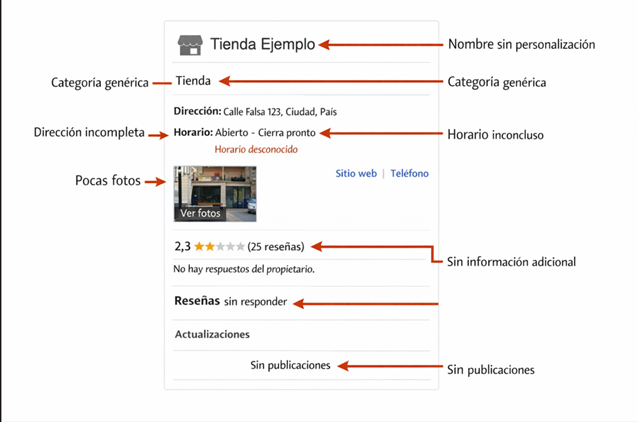 Tienda Ejemplo
Nombre sin personalización
Categoría genérica
Tienda
Categoría genérica
Dirección: Calle Falsa 123, Ciudad, País
Dirección incompleta
Horario: Abierto - Cierra pronto
Horario inconcluso
Horario desconocido
Pocas fotos
Ver fotos
Sitio web | Teléfono
2,3 (25 reseñas)
Sin información adicional
No hay respuestos del propietario.
Reseñas sin responder
Actualizaciones
Sin publicaciones
Sin publicaciones